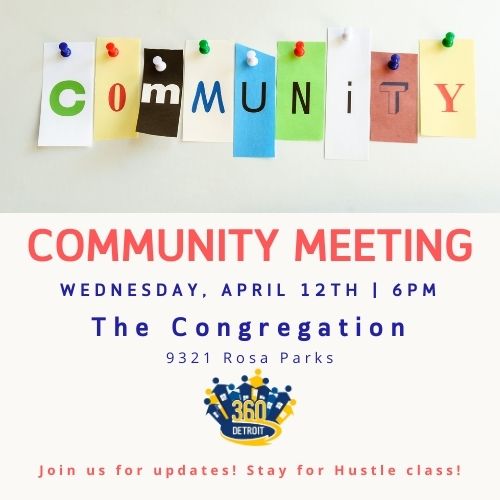 COmMUNiTY
COMMUNITY MEETING
WEDNESDAY, APRIL 12TH | 6PM
The Congregation
9321 Rosa Parks
360
DETROIT
Join us for updates! Stay for Hustle class!